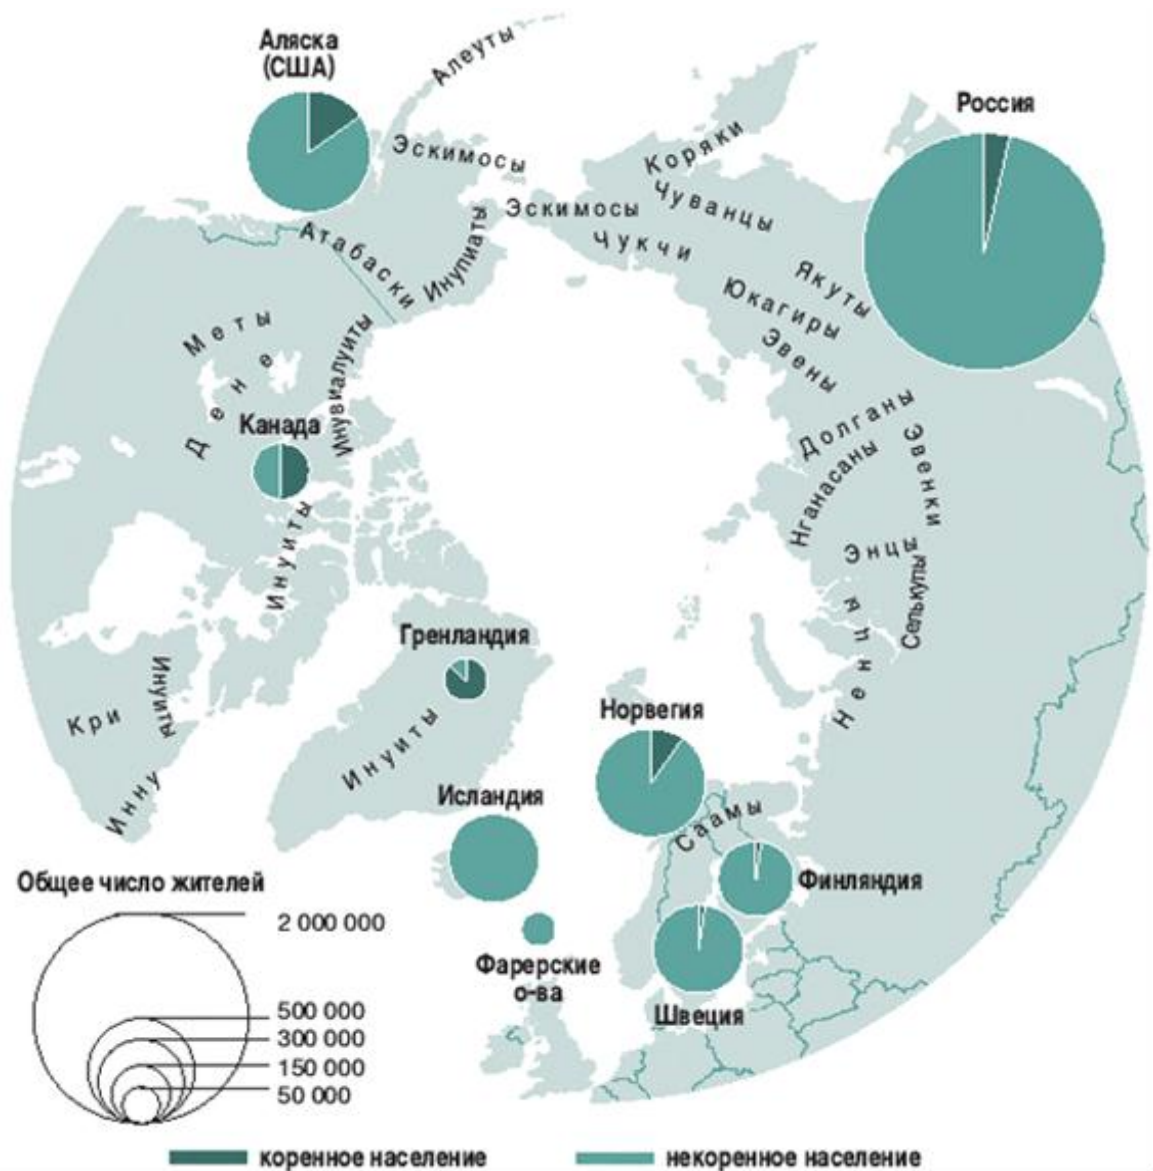 Аляска
(США)
Алеуты
Россия
Эскимосы
Коряки
Чуванцы
Эскимосы
Чукчи
Атабаски
Инупиаты
Якуты
Юкагиры
Эвены
Меты
Дене
Инувиалуиты
Канада
Долганы
Эвенки
Нганасаны
Инуиты
Энцы
Селькупы
Ненцы
Гренландия
Инуиты
Кри
Инуиты
Инну
Норвегия
Исландия
Саамы
Финляндия
Фарерские
о-ва
Швеция
Общее число жителей
2 000 000
500 000
300 000
150 000
50 000
коренное население
некоренное население